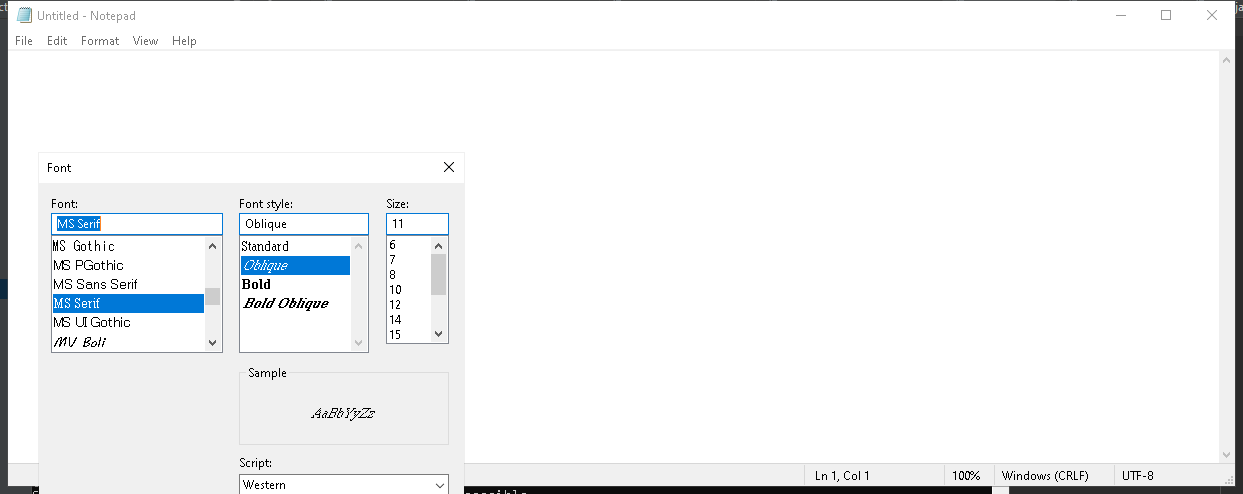 Untitled - Notepad
File Edit Format View Help
Font
Font: Font style: Size:
MS Serif Oblique 11
MS Gothic
MS PGothic
MS Sans Serif
MS Serif
MS UI Gothic
MV Boli
Standard
Oblique
Bold
Bold Oblique
6
7
8
10
12
14
15
Sample
AaBbYyZz
Script:
Western
Ln 1, Col 1 100% Windows (CRLF) UTF-8